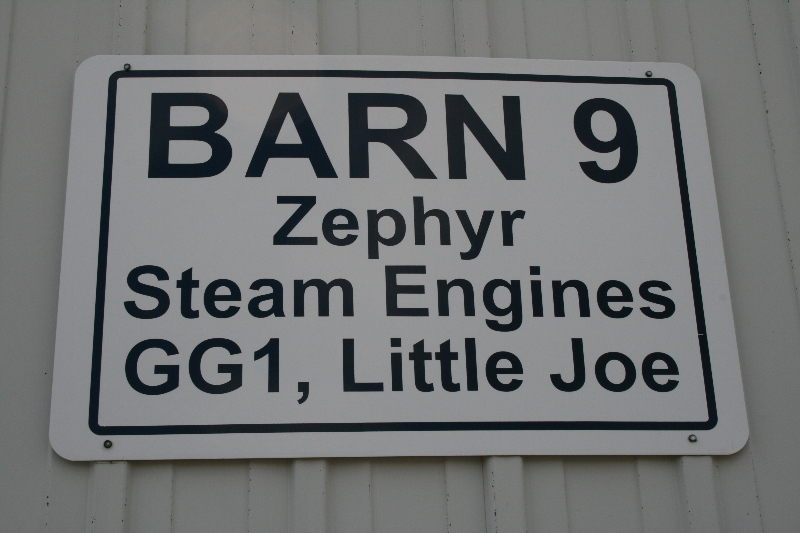 BARN 9
Zephyr
Steam Engines
GG1, Little Joe